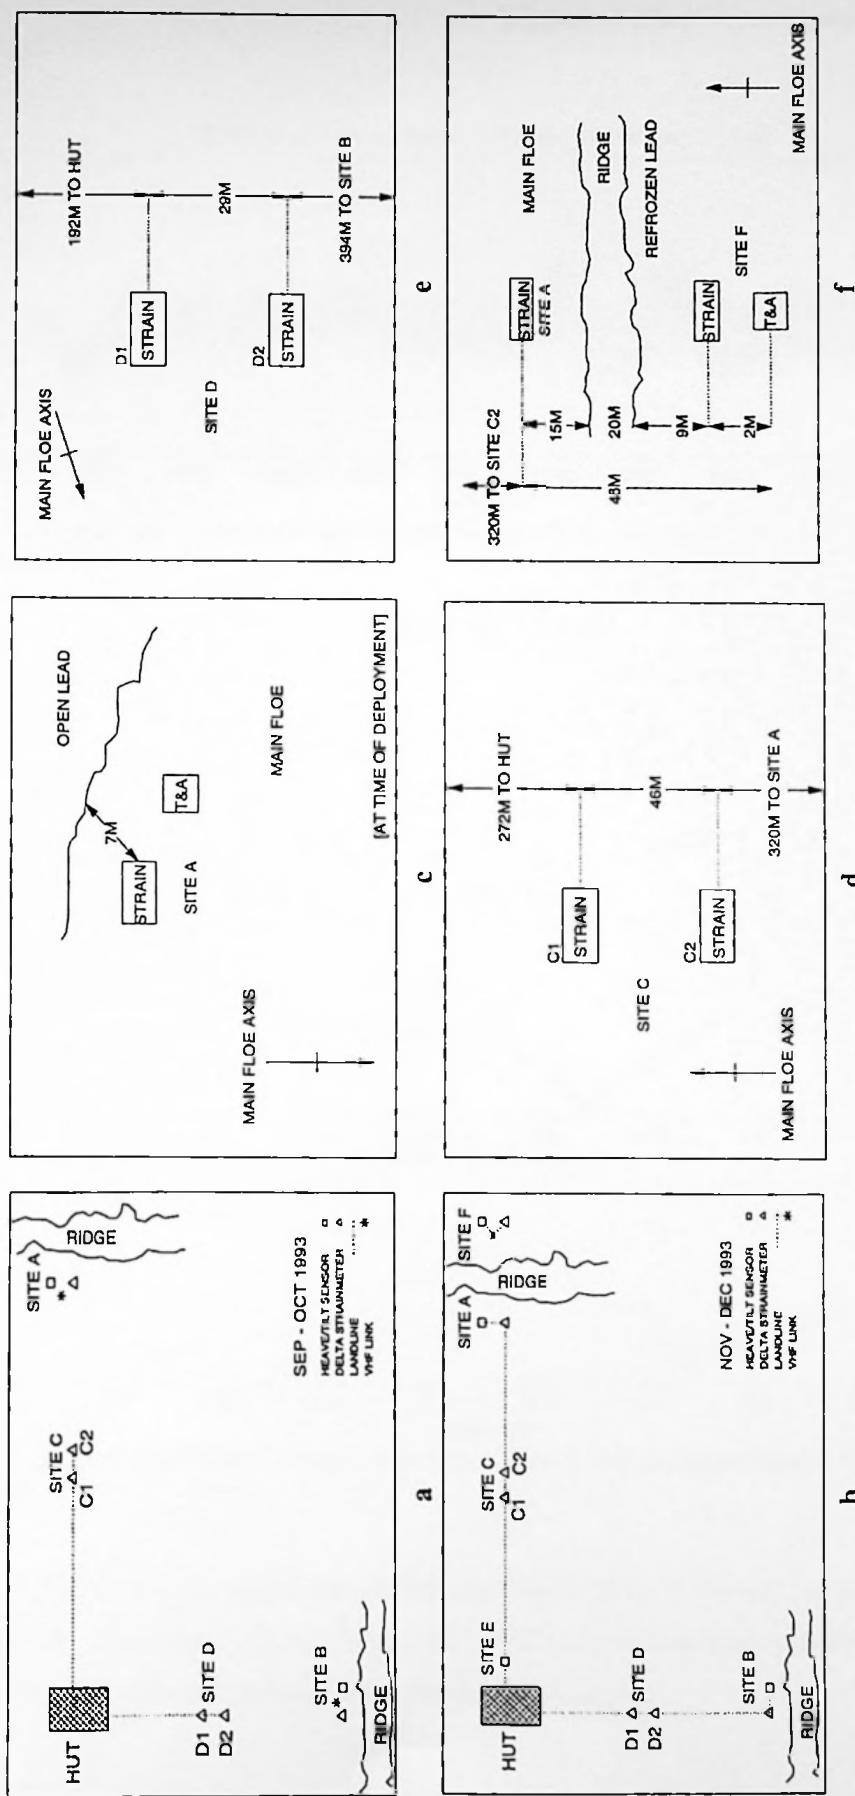 HUT
D1
D2
SITE D
SITE B
RIDGE
SITE C
C1
C2
SITE A
RIDGE
SEP - OCT 1993
HEAVE/TILT SENSOR
DELTA STRAINMETER
LANDLINE
VHF LINK
*
a
HUT
SITE E
D1
D2
SITE D
SITE B
RIDGE
SITE C
C1
C2
SITE A
RIDGE
SITE F
NOV - DEC 1993
HEAVE/TILT SENSOR
DELTA STRAINMETER
LANDLINE
VHF LINK
*
b
MAIN FLOE AXIS
OPEN LEAD
7M
STRAIN
SITE A
T&A
MAIN FLOE
[AT TIME OF DEPLOYMENT]
c
MAIN FLOE AXIS
SITE C
C1
STRAIN
C2
STRAIN
272M TO HUT
46M
320M TO SITE A
d
MAIN FLOE AXIS
SITE D
D1
STRAIN
D2
STRAIN
192M TO HUT
29M
394M TO SITE B
e
320M TO SITE C2
STRAIN
SITE A
MAIN FLOE
15M
20M
RIDGE
REFROZEN LEAD
9M
STRAIN
SITE F
2M
T&A
MAIN FLOE AXIS
f